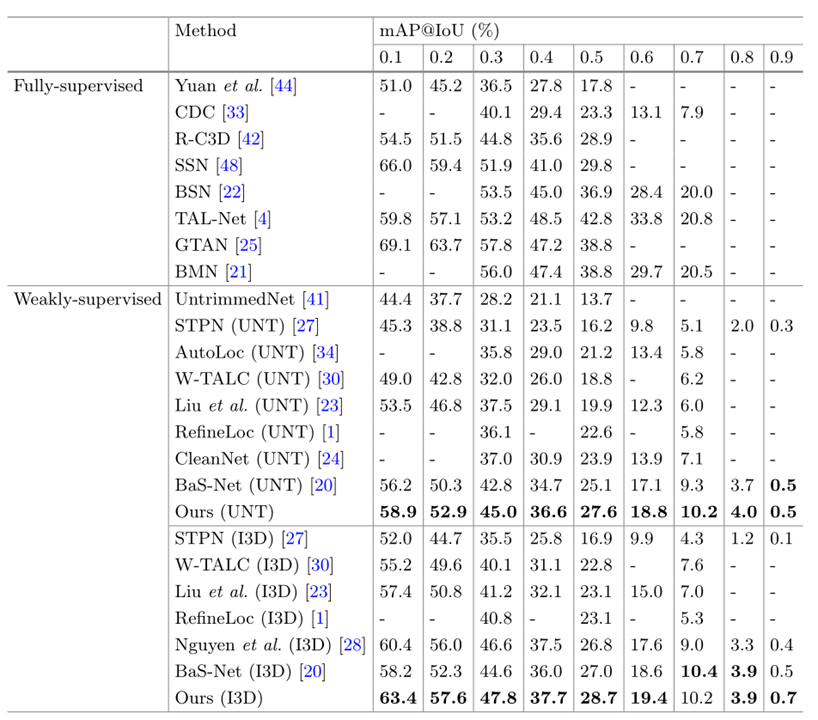 Method mAP@IoU (%)
0.1 0.2 0.3 0.4 0.5 0.6 0.7 0.8 0.9
Fully-supervised Yuan et al. [44] 51.0 45.2 36.5 27.8 17.8 - - - -
CDC [33] - - 40.1 29.4 23.3 13.1 7.9 - -
R-C3D [42] 54.5 51.5 44.8 35.6 28.9 - - - -
SSN [48] 66.0 59.4 51.9 41.0 29.8 - - - -
BSN [22] - - 53.5 45.0 36.9 28.4 20.0 - -
TAL-Net [4] 59.8 57.1 53.2 48.5 42.8 33.8 20.8 - -
GTAN [25] 69.1 63.7 57.8 47.2 38.8 - - - -
BMN [21] - - 56.0 47.4 38.8 29.7 20.5 - -
Weakly-supervised UntrimmedNet [41] 44.4 37.7 28.2 21.1 13.7 - - - -
STPN (UNT) [27] 45.3 38.8 31.1 23.5 16.2 9.8 5.1 2.0 0.3
AutoLoc (UNT) [34] - - 35.8 29.0 21.2 13.4 5.8 - -
W-TALC (UNT) [30] 49.0 42.8 32.0 26.0 18.8 - 6.2 - -
Liu et al. (UNT) [23] 53.5 46.8 37.5 29.1 19.9 12.3 6.0 - -
RefineLoc (UNT) [1] - - 36.1 - 22.6 - 5.8 - -
CleanNet (UNT) [24] - - 37.0 30.9 23.9 13.9 7.1 - -
BaS-Net (UNT) [20] 56.2 50.3 42.8 34.7 25.1 17.1 9.3 3.7 0.5
Ours (UNT) 58.9 52.9 45.0 36.6 27.6 18.8 10.2 4.0 0.5
STPN (I3D) [27] 52.0 44.7 35.5 25.8 16.9 9.9 4.3 1.2 0.1
W-TALC (I3D) [30] 55.2 49.6 40.1 31.1 22.8 - 7.6 - -
Liu et al. (I3D) [23] 57.4 50.8 41.2 32.1 23.1 15.0 7.0 - -
RefineLoc (I3D) [1] - - 40.8 - 23.1 - 5.3 - -
Nguyen et al. (I3D) [28] 60.4 56.0 46.6 37.5 26.8 17.6 9.0 3.3 0.4
BaS-Net (I3D) [20] 58.2 52.3 44.6 36.0 27.0 18.6 10.4 3.9 0.5
Ours (I3D) 63.4 57.6 47.8 37.7 28.7 19.4 10.2 3.9 0.7